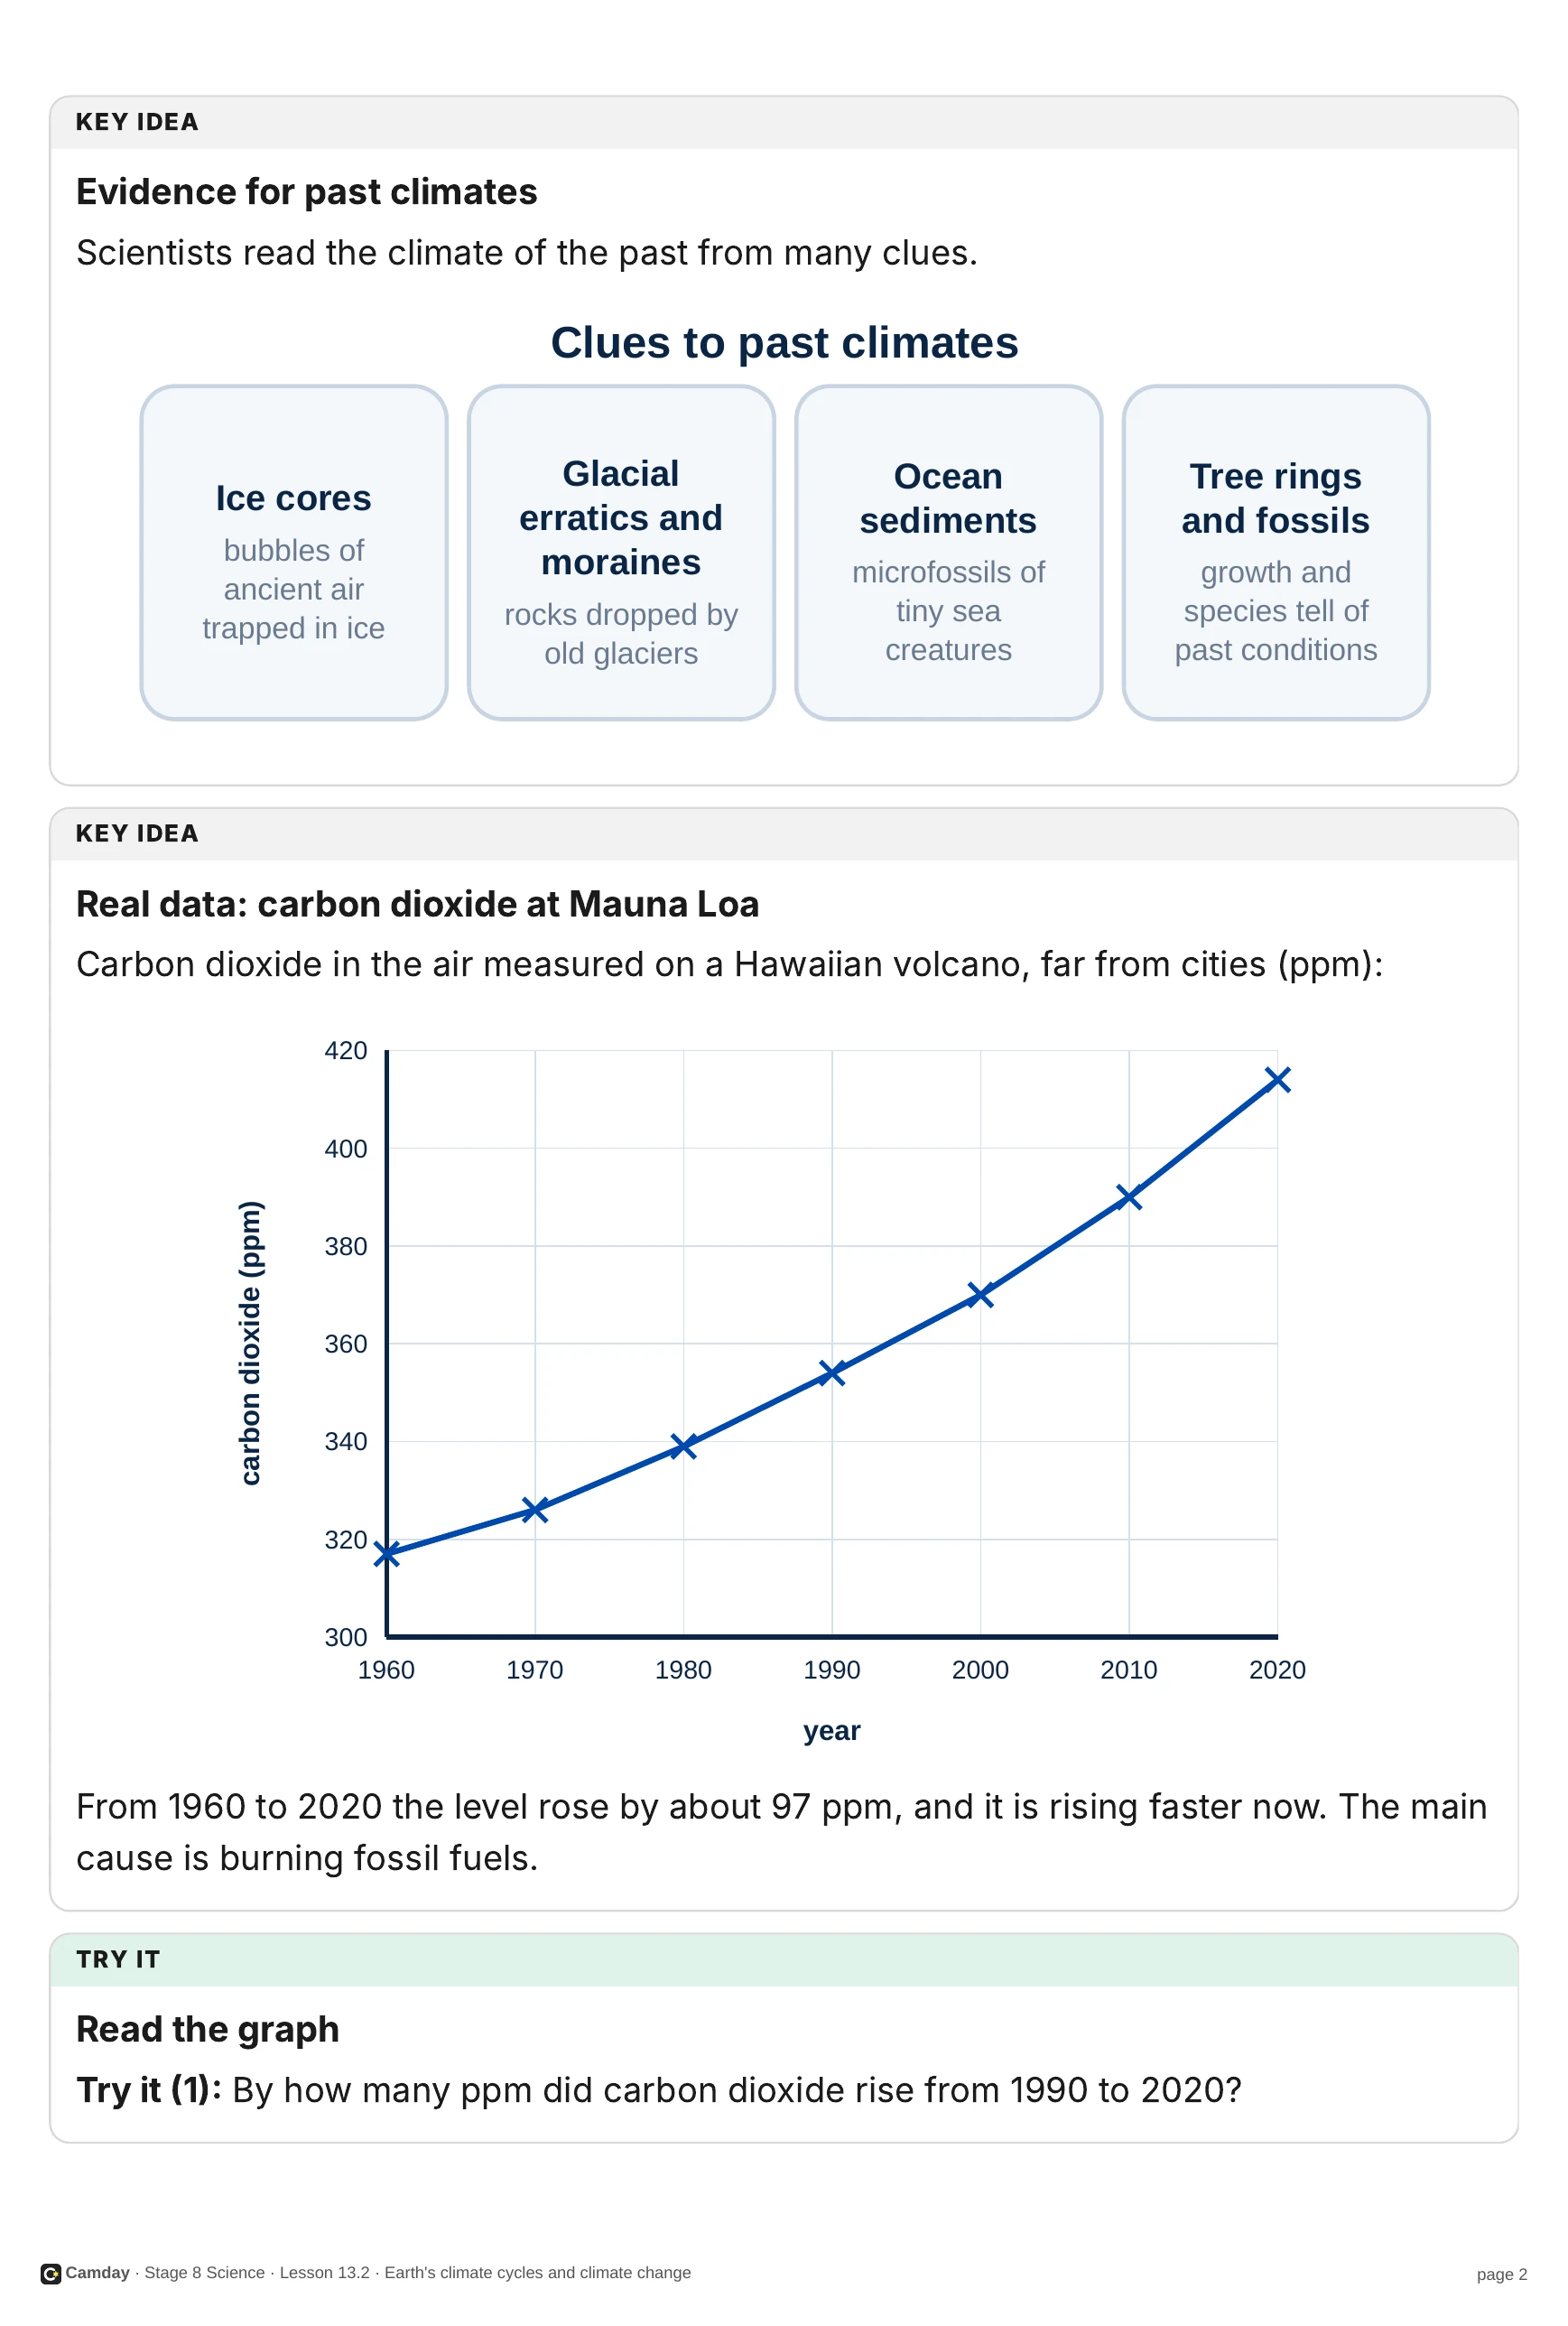 KEY IDEA
Evidence for past climates
Scientists read the climate of the past from many clues.
Clues to past climates
Ice cores
bubbles of
ancient air
trapped in ice
Glacial
erratics and
moraines
rocks dropped by
old glaciers
Ocean
sediments
microfossils of
tiny sea
creatures
Tree rings
and fossils
growth and
species tell of
past conditions
KEY IDEA
Real data: carbon dioxide at Mauna Loa
Carbon dioxide in the air measured on a Hawaiian volcano, far from cities (ppm):
carbon dioxide (ppm)
420
400
380
360
340
320
300
1960 1970 1980 1990 2000 2010 2020
year
From 1960 to 2020 the level rose by about 97 ppm, and it is rising faster now. The main
cause is burning fossil fuels.
TRY IT
Read the graph
Try it (1): By how many ppm did carbon dioxide rise from 1990 to 2020?
Camday · Stage 8 Science · Lesson 13.2 · Earth's climate cycles and climate change
page 2